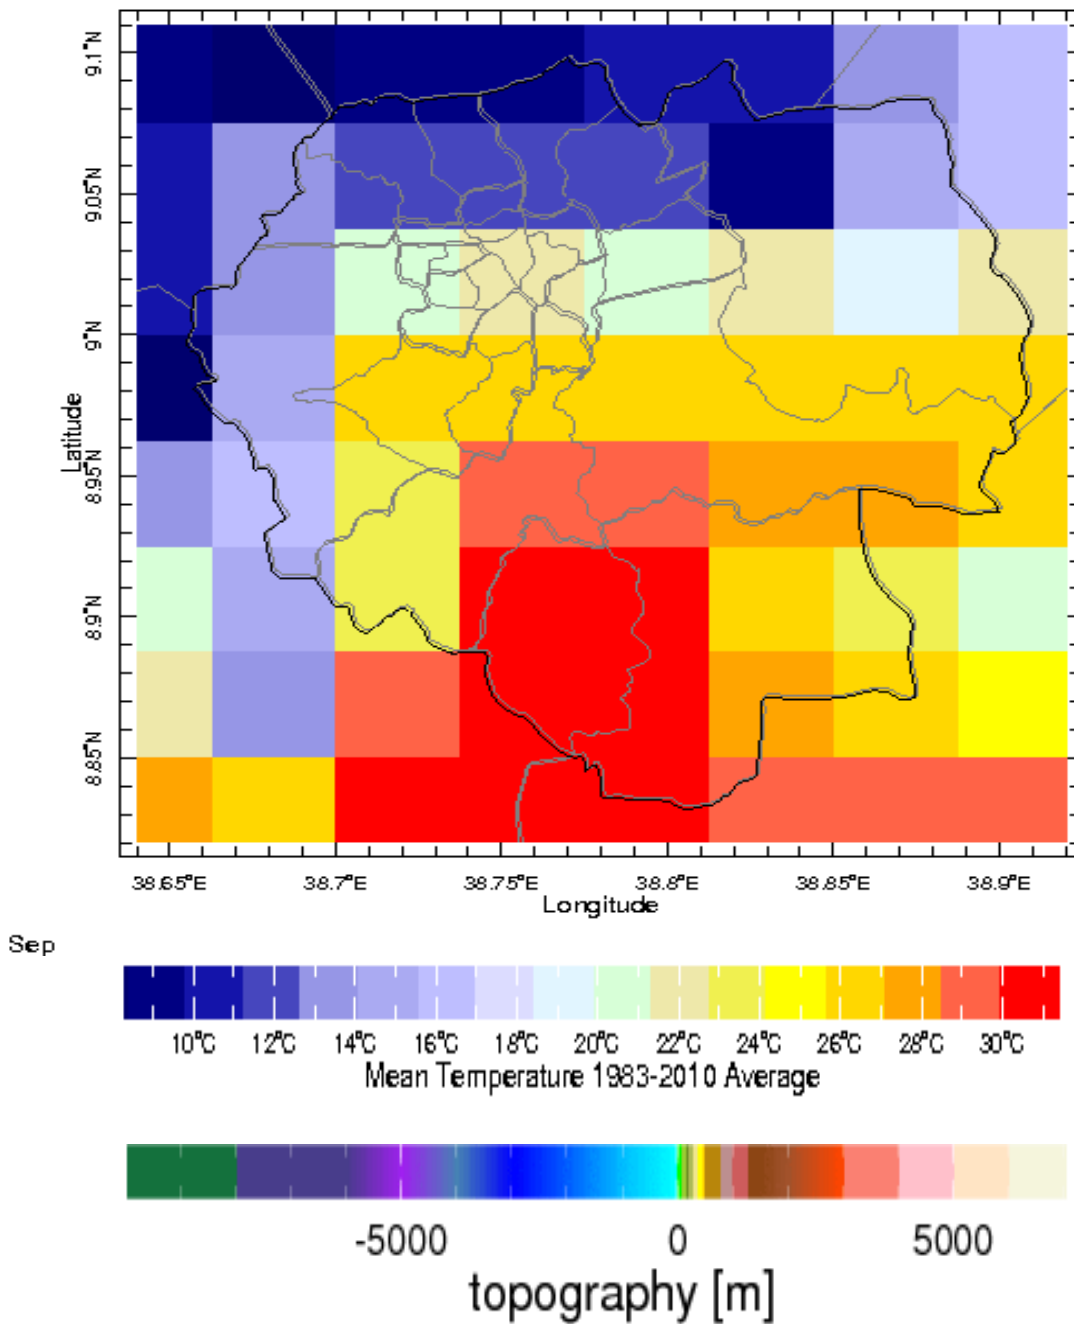 9.1°N
9.05°N
9°N
8.95°N
8.9°N
8.85°N
Latitude
38.65°E 38.7°E 38.75°E 38.8°E 38.85°E 38.9°E
Longitude
Sep
10°C 12°C 14°C 16°C 18°C 20°C 22°C 24°C 26°C 28°C 30°C
Mean Temperature 1983-2010 Average
-5000 0 5000
topography [m]